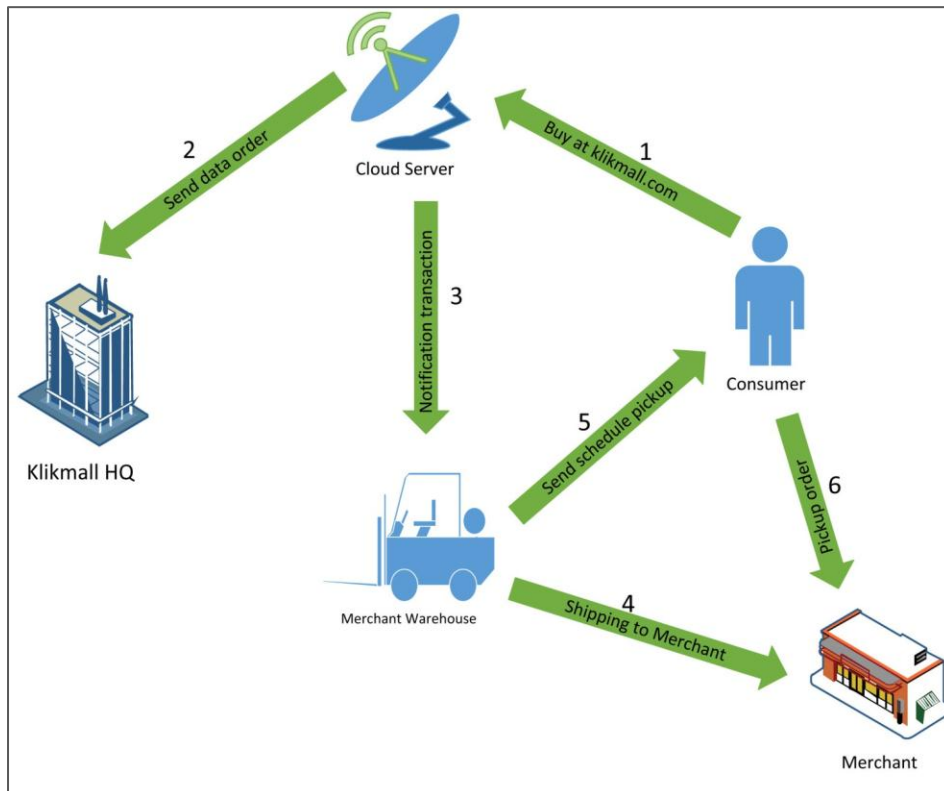 1
Buy at klikmall.com
2
Send data order
Cloud Server
3
Notification transaction
Consumer
Klikmall HQ
5
Send schedule pickup
6
Pickup order
Merchant Warehouse
4
Shipping to Merchant
Merchant